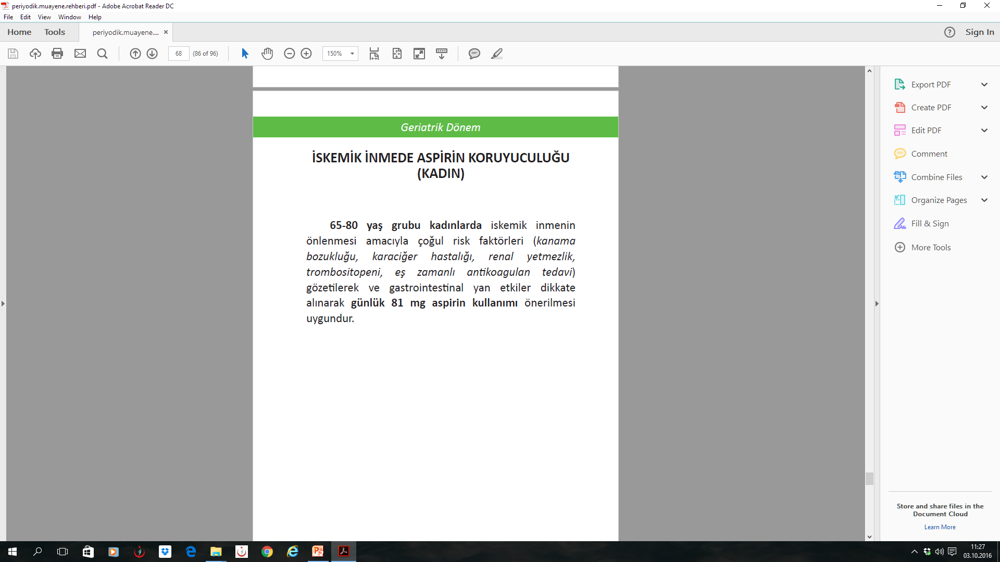 periyodik.muayene.rehberi.pdf - Adobe Acrobat Reader DC
File Edit View Window Help
Home Tools periyodik.muayene.... × Sign In
68 (86 of 96) 150%
Geriatrik Dönem
İSKEMİK İNMEDE ASPİRİN KORUYUCULUĞU
(KADIN)
65-80 yaş grubu kadınlarda iskemik inmenin
önlenmesi amacıyla çoğul risk faktörleri (kanama
bozukluğu, karaciğer hastalığı, renal yetmezlik,
trombositopeni, eş zamanlı antikoagulan tedavi)
gözetilerek ve gastrointestinal yan etkiler dikkate
alınarak günlük 81 mg aspirin kullanımı önerilmesi
uygundur.
Export PDF
Create PDF
Edit PDF
Comment
Combine Files
Organize Pages
Fill & Sign
More Tools
Store and share files in the
Document Cloud
Learn More
11:27
03.10.2016